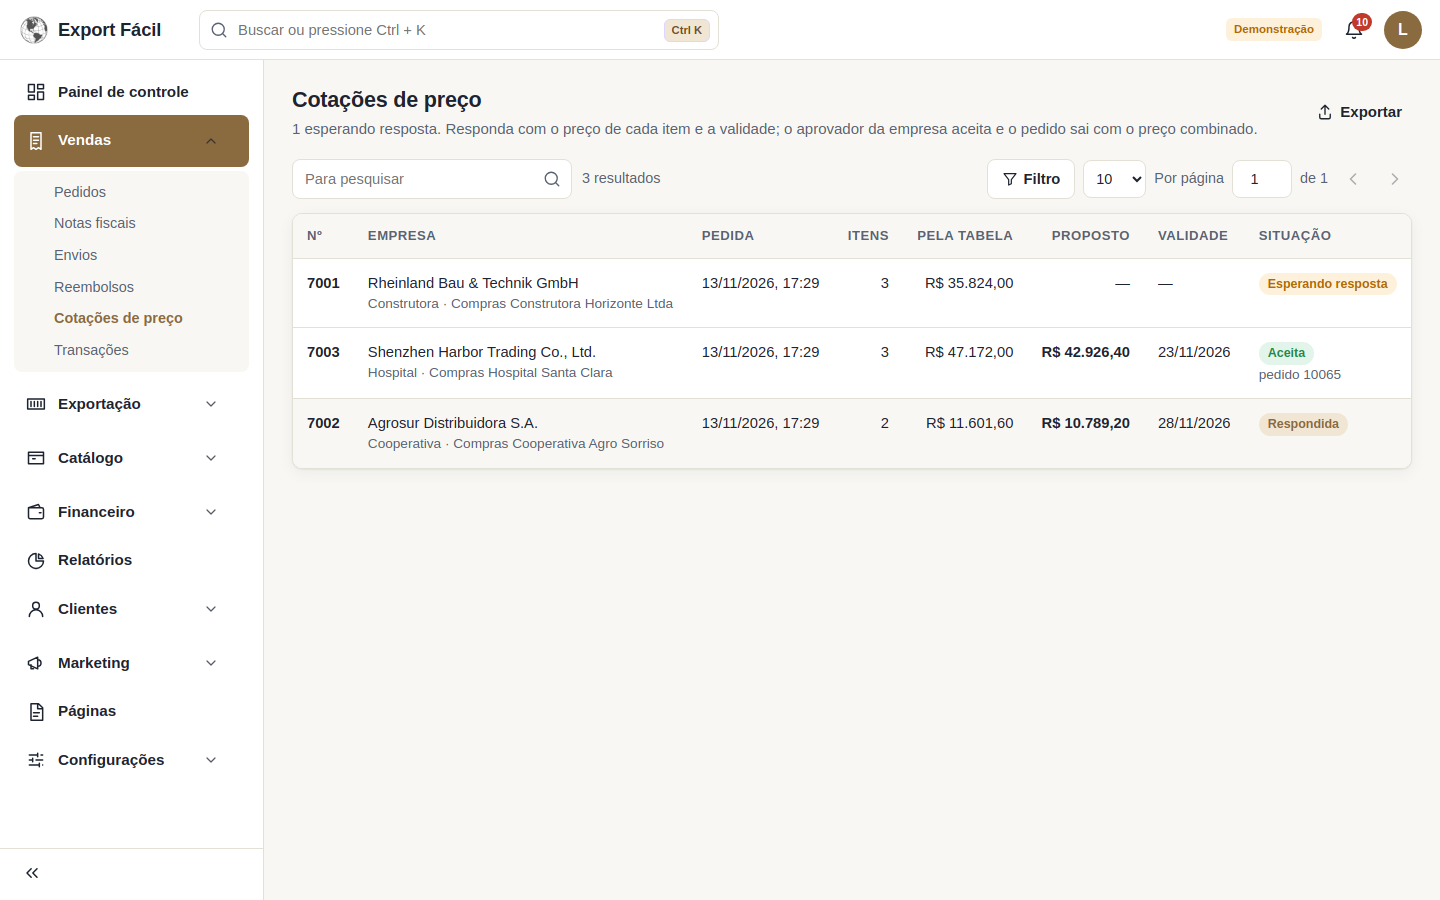 Export Fácil
Buscar ou pressione Ctrl + K
Ctrl K
Demonstração
10
L
Painel de controle
Vendas
Pedidos
Notas fiscais
Envios
Reembolsos
Cotações de preço
Transações
Exportação
Catálogo
Financeiro
Relatórios
Clientes
Marketing
Páginas
Configurações
Cotações de preço
1 esperando resposta. Responda com o preço de cada item e a validade; o aprovador da empresa aceita e o pedido sai com o preço combinado.
Exportar
Para pesquisar
3 resultados
Filtro
10
Por página
1
de 1
Nº EMPRESA PEDIDA ITENS PELA TABELA PROPOSTO VALIDADE SITUAÇÃO
7001 Rheinland Bau & Technik GmbH 13/11/2026, 17:29 3 R$ 35.824,00 — — Esperando resposta
Construtora · Compras Construtora Horizonte Ltda
7003 Shenzhen Harbor Trading Co., Ltd. 13/11/2026, 17:29 3 R$ 47.172,00 R$ 42.926,40 23/11/2026 Aceita
Hospital · Compras Hospital Santa Clara pedido 10065
7002 Agrosur Distribuidora S.A. 13/11/2026, 17:29 2 R$ 11.601,60 R$ 10.789,20 28/11/2026 Respondida
Cooperativa · Compras Cooperativa Agro Sorriso